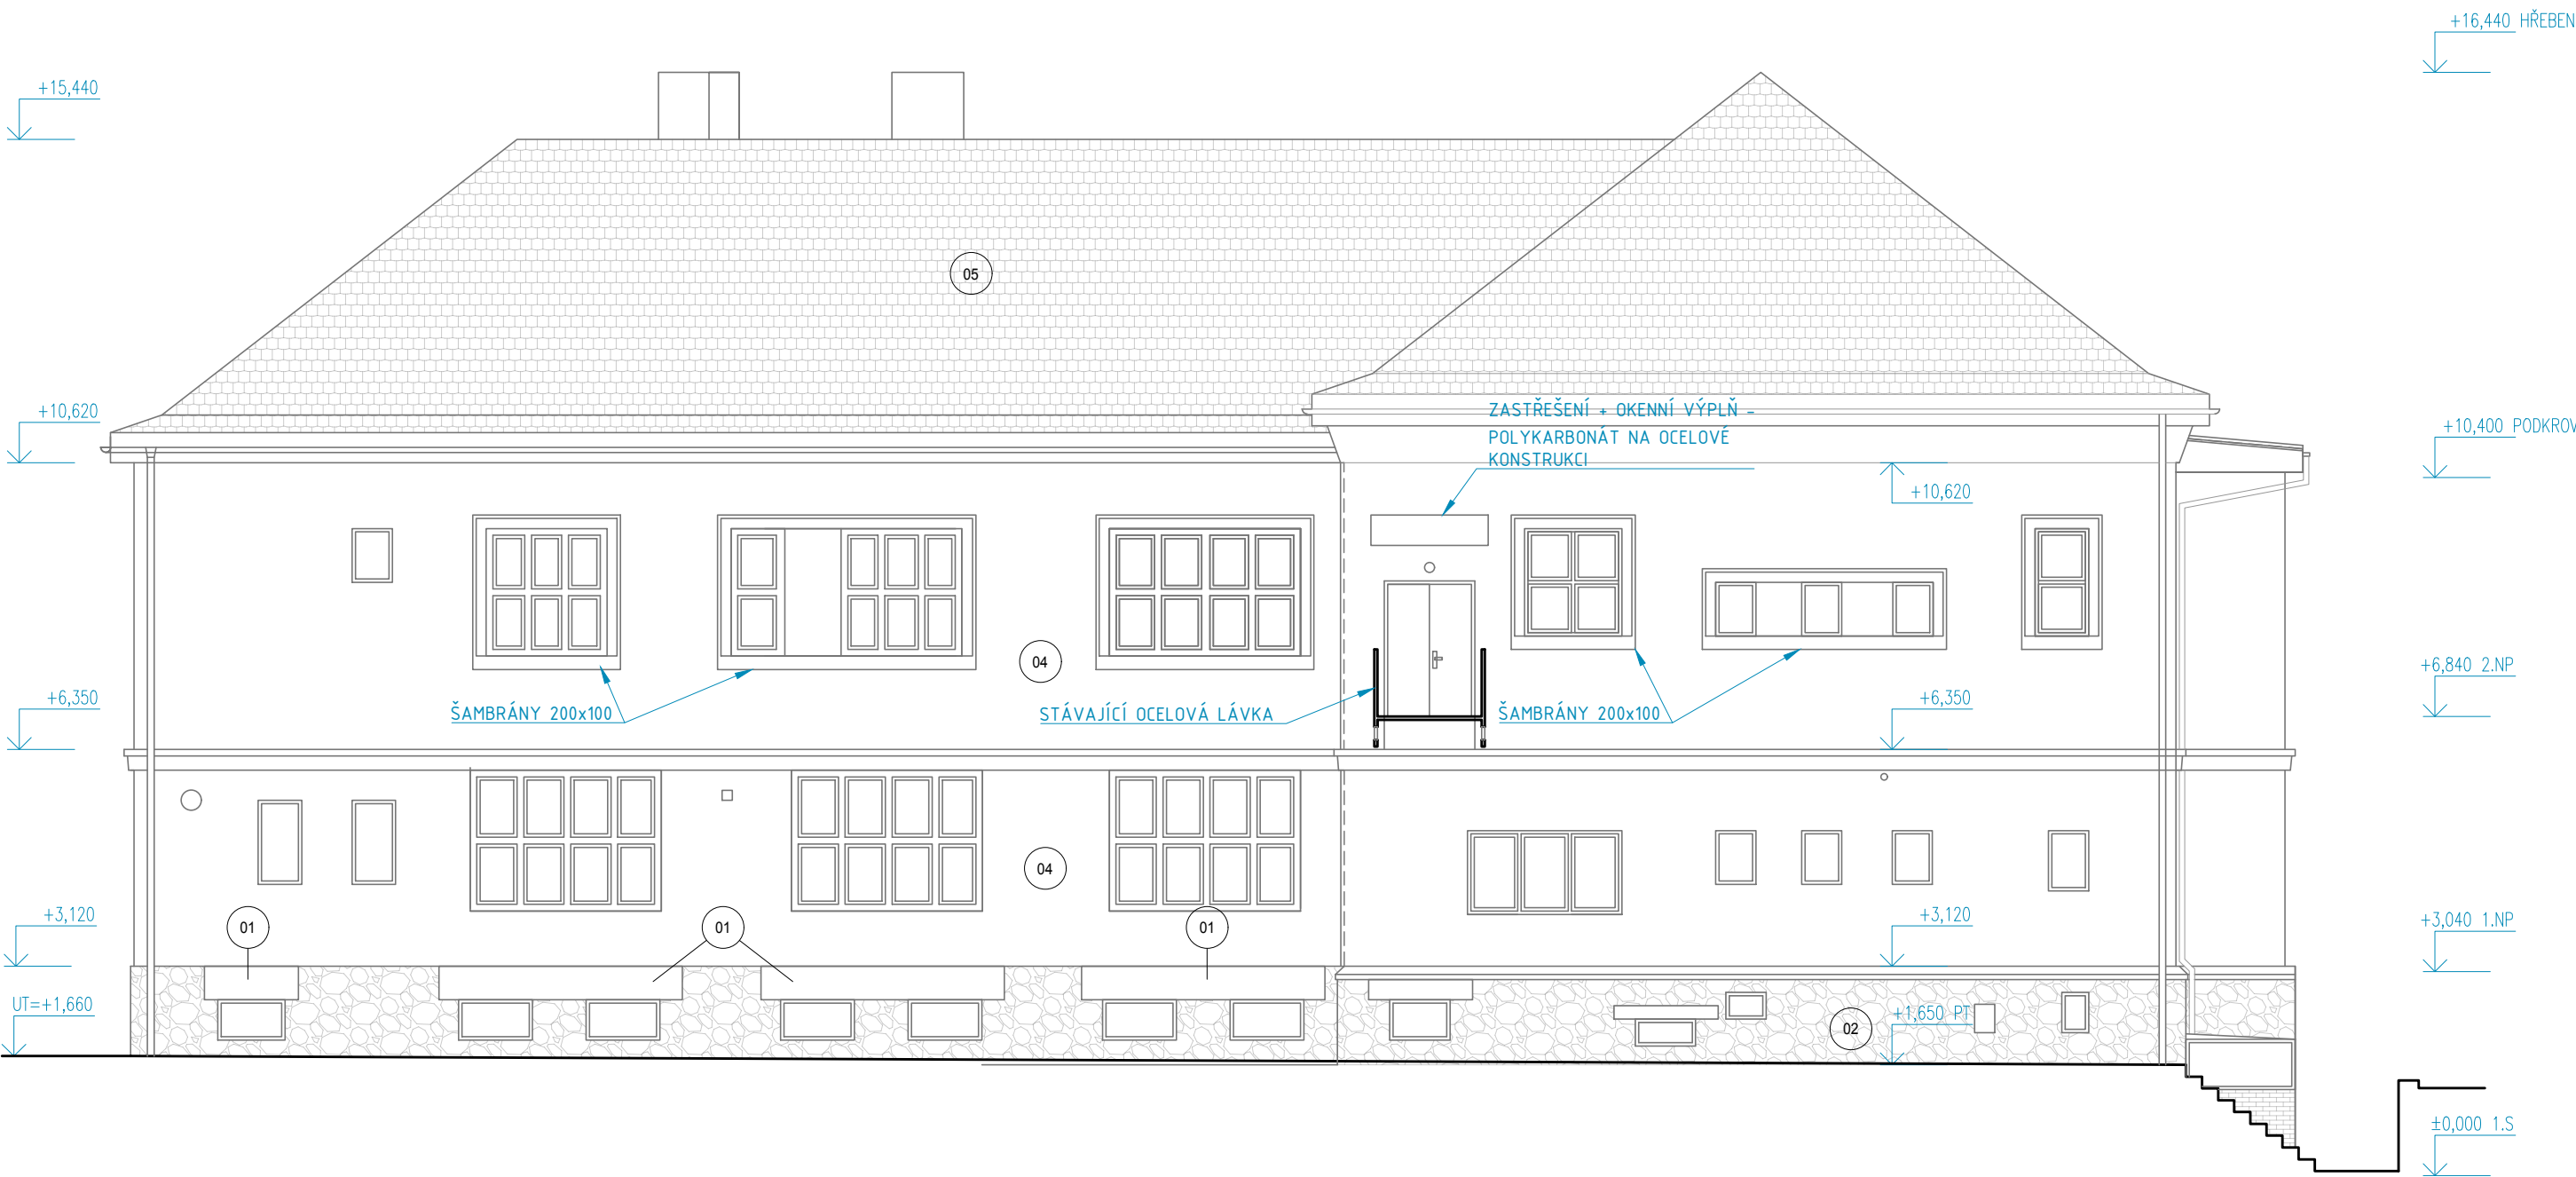 +16,440 HŘEBEN
+15,440
05
+10,620
ZASTŘEŠENÍ + OKENNÍ VÝPLŇ –
POLYKARBONÁT NA OCELOVÉ
KONSTRUKCI
+10,400 PODKROV
+10,620
04
+6,840 2.NP
+6,350
ŠAMBRÁNY 200x100
STÁVAJÍCÍ OCELOVÁ LÁVKA
ŠAMBRÁNY 200x100
+6,350
04
+3,120
01
01
01
+3,120
+3,040 1.NP
UT=+1,660
02
+1,650 PT
±0,000 1.S